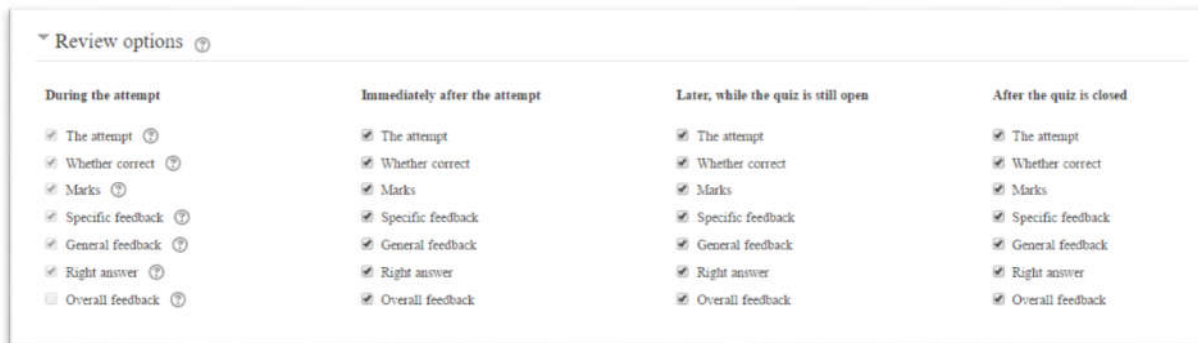 Review options
During the attempt
Immediately after the attempt
Later, while the quiz is still open
After the quiz is closed
The attempt
The attempt
The attempt
The attempt
Whether correct
Whether correct
Whether correct
Whether correct
Marks
Marks
Marks
Marks
Specific feedback
Specific feedback
Specific feedback
Specific feedback
General feedback
General feedback
General feedback
General feedback
Right answer
Right answer
Right answer
Right answer
Overall feedback
Overall feedback
Overall feedback
Overall feedback